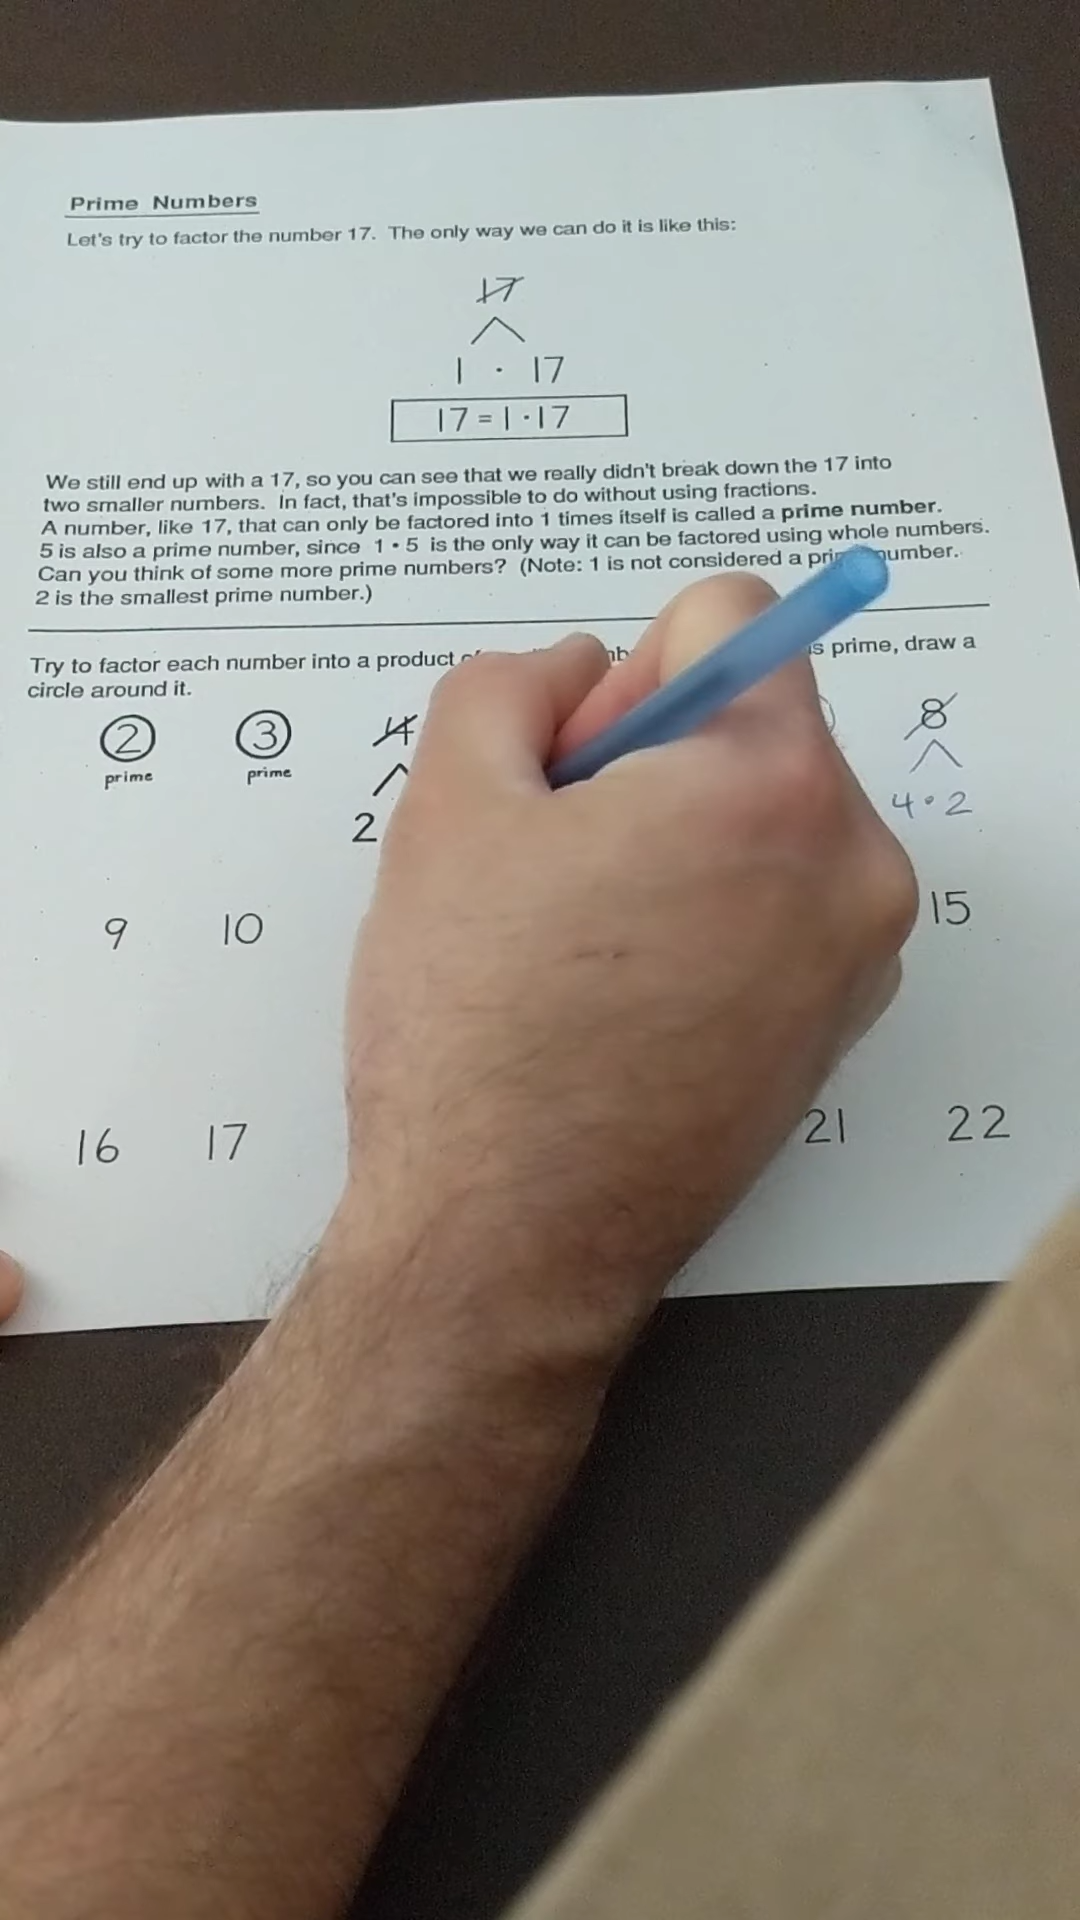 Prime Numbers
Let's try to factor the number 17. The only way we can do it is like this:
17
1 · 17
17 = 1 · 17
We still end up with a 17, so you can see that we really didn't break down the 17 into
two smaller numbers. In fact, that's impossible to do without using fractions.
A number, like 17, that can only be factored into 1 times itself is called a prime number.
5 is also a prime number, since 1 • 5 is the only way it can be factored using whole numbers.
Can you think of some more prime numbers? (Note: 1 is not considered a number.
2 is the smallest prime number.)
Try to factor each number into a product is prime, draw a
circle around it.
2 3 4 8
prime prime
2 4 · 2
9 10 15
16 17 21 22